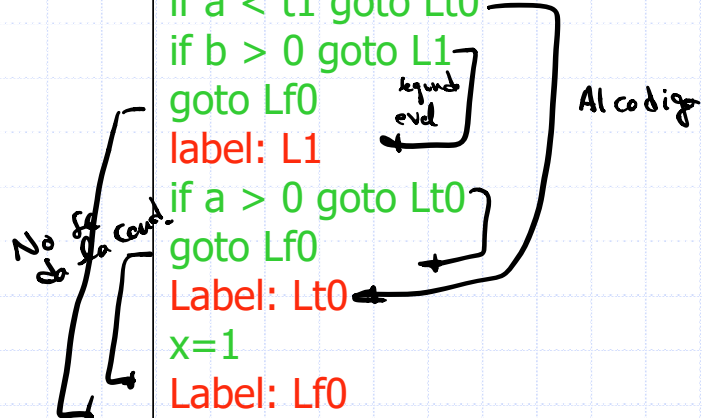 if a < t1 goto Lt0
if b > 0 goto L1
goto Lf0
label: L1
if a > 0 goto Lt0
goto Lf0
Label: Lt0
x=1
Label: Lf0
Al codigo
eval
No se
da la cond.